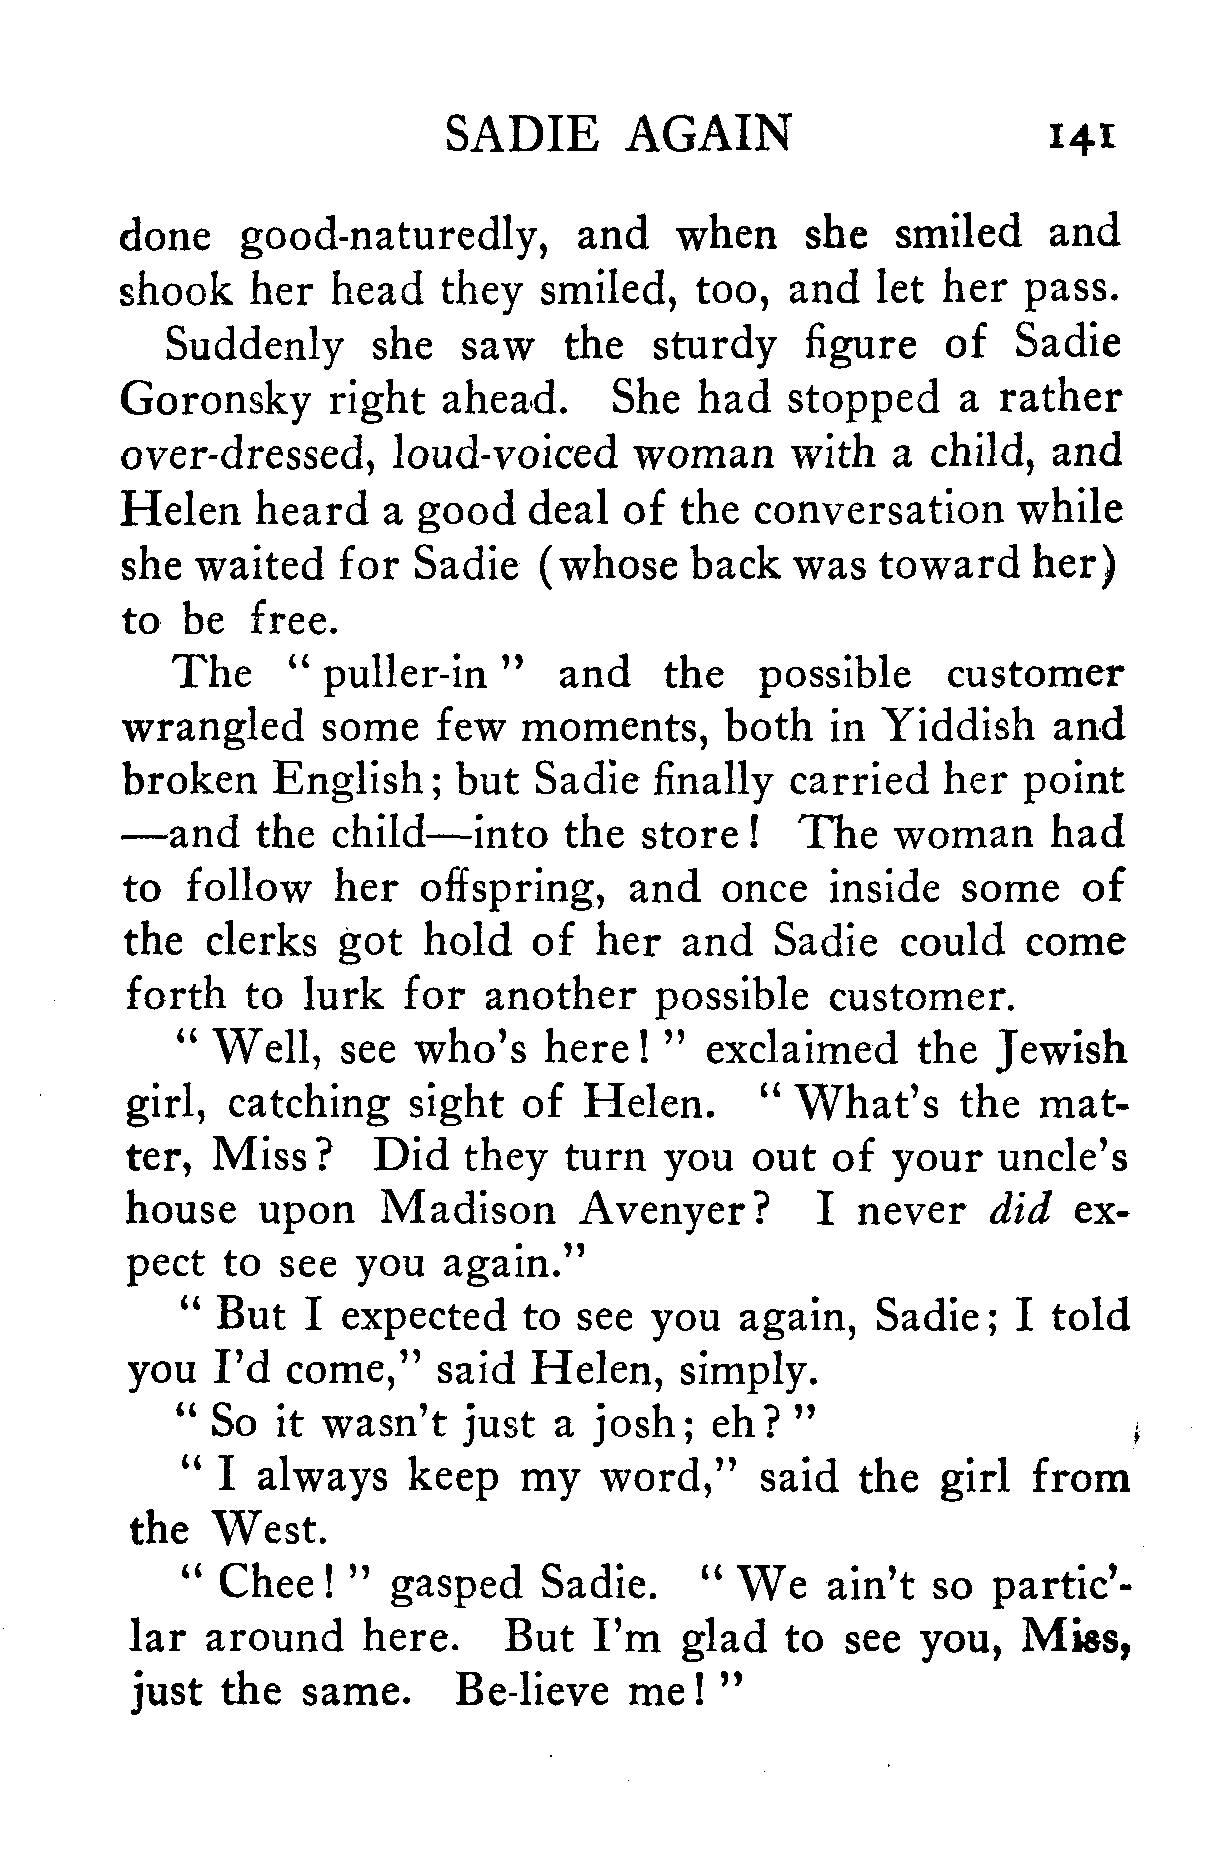 SADIE AGAIN 141
done good-naturedly, and when she smiled and
shook her head they smiled, too, and let her pass.
Suddenly she saw the sturdy figure of Sadie
Goronsky right ahead. She had stopped a rather
over-dressed, loud-voiced woman with a child, and
Helen heard a good deal of the conversation while
she waited for Sadie (whose back was toward her)
to be free.
The " puller-in " and the possible customer
wrangled some few moments, both in Yiddish and
broken English; but Sadie finally carried her point
—and the child—into the store! The woman had
to follow her offspring, and once inside some of
the clerks got hold of her and Sadie could come
forth to lurk for another possible customer.
" Well, see who's here! " exclaimed the Jewish
girl, catching sight of Helen. " What's the mat-
ter, Miss? Did they turn you out of your uncle's
house upon Madison Avenyer? I never did ex-
pect to see you again."
" But I expected to see you again, Sadie; I told
you I'd come," said Helen, simply.
" So it wasn't just a josh; eh? "
" I always keep my word," said the girl from
the West.
" Chee! " gasped Sadie. " We ain't so partic'-
lar around here. But I'm glad to see you, Miss,
just the same. Be-lieve me! "